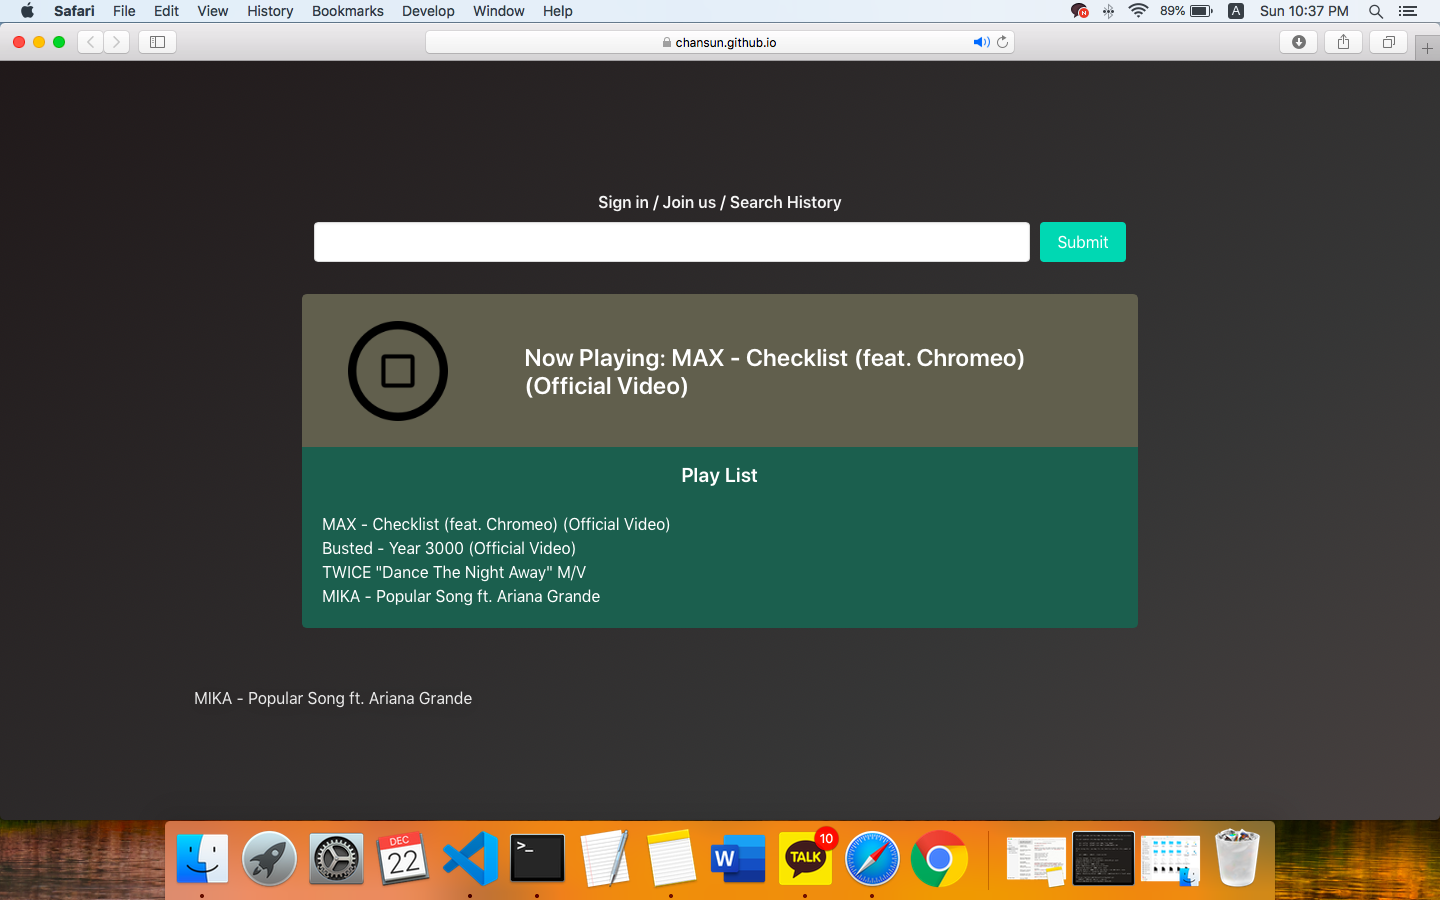 Safari File Edit View History Bookmarks Develop Window Help 89% A Sun 10:37 PM
chansun.github.io
Sign in / Join us / Search History
Submit
Now Playing: MAX - Checklist (feat. Chromeo)
(Official Video)
Play List
MAX - Checklist (feat. Chromeo) (Official Video)
Busted - Year 3000 (Official Video)
TWICE "Dance The Night Away" M/V
MIKA - Popular Song ft. Ariana Grande
MIKA - Popular Song ft. Ariana Grande
DEC
22
>_
W
TALK
10